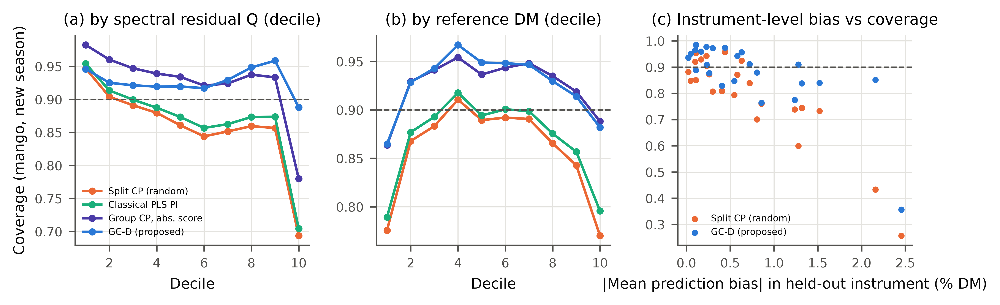 (a) by spectral residual Q (decile)
Coverage (mango, new season)
0.95
0.90
0.85
0.80
0.75
0.70
Split CP (random)
Classical PLS PI
Group CP, abs. score
GC-D (proposed)
2 4 6 8 10
Decile
(b) by reference DM (decile)
0.95
0.90
0.85
0.80
2 4 6 8 10
Decile
(c) Instrument-level bias vs coverage
1.0
0.9
0.8
0.7
0.6
0.5
0.4
0.3
Split CP (random)
GC-D (proposed)
0.0 0.5 1.0 1.5 2.0 2.5
|Mean prediction bias| in held-out instrument (% DM)